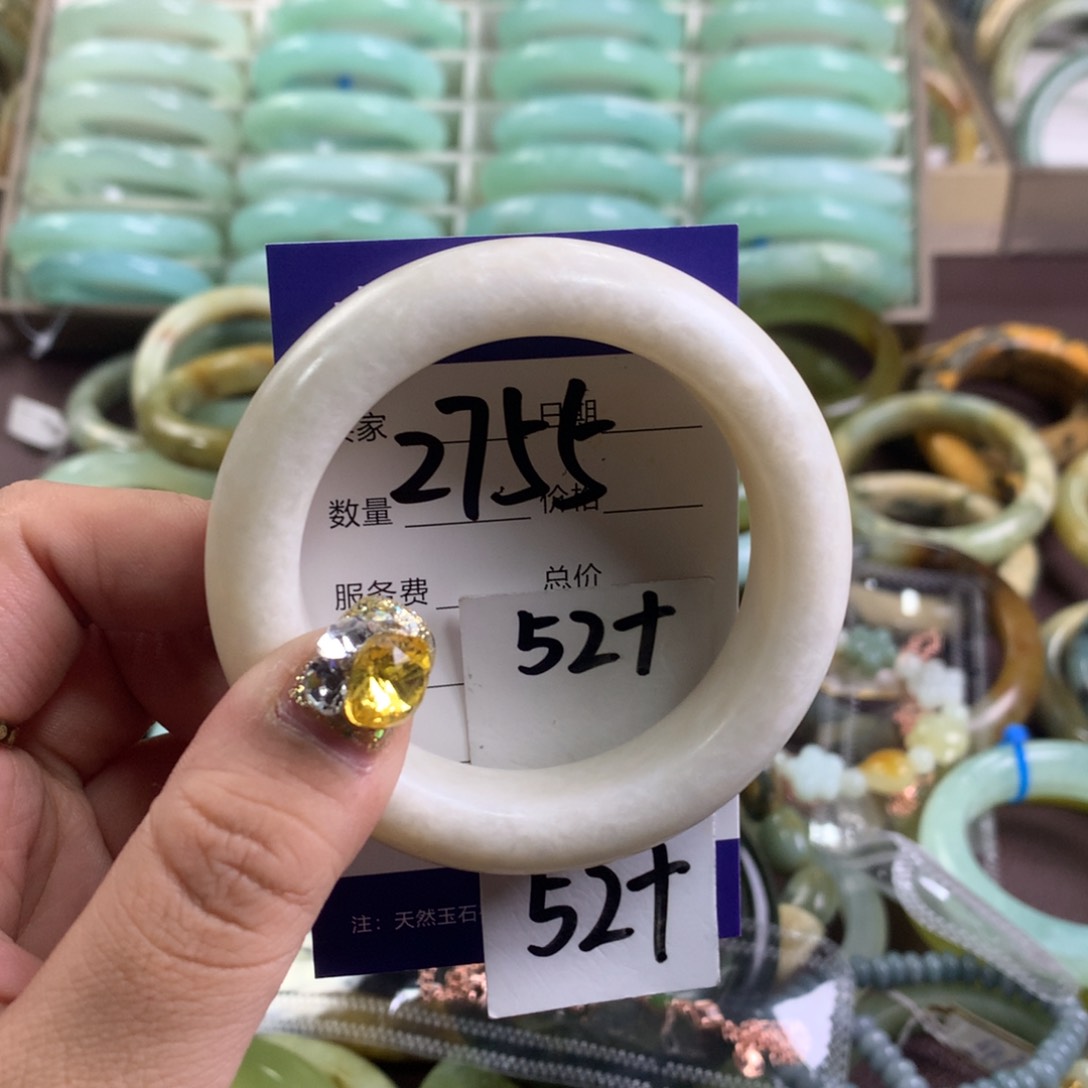 2755
家 日期
数量 价格
服务费 总价
52+
52+
注：天然玉石